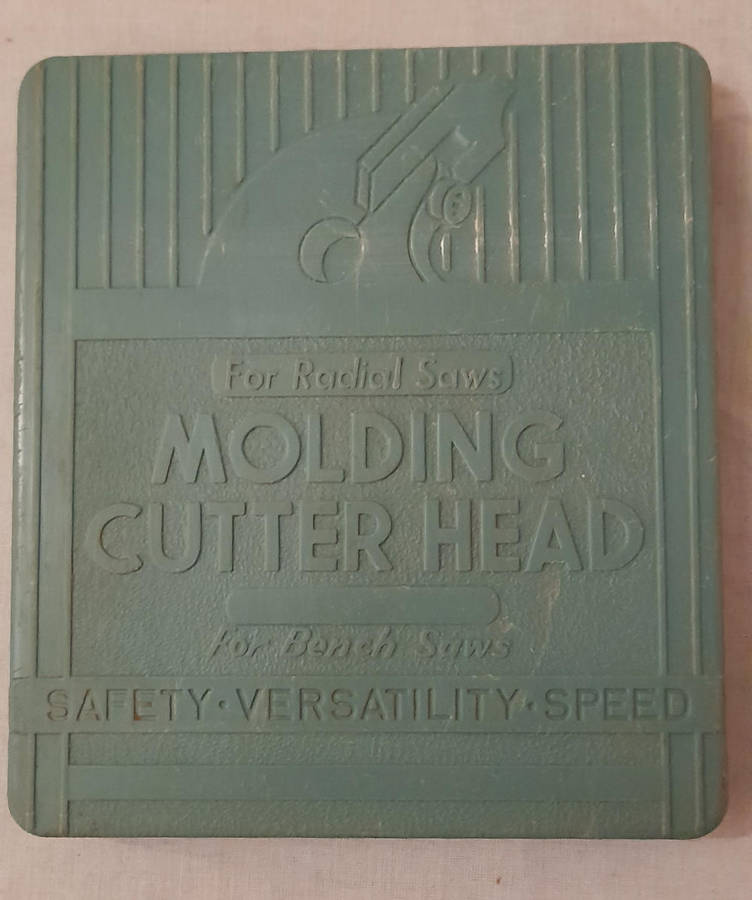 For Radial Saws
MOLDING
CUTTER HEAD
For Bench Saws
SAFETY·VERSATILITY·SPEED